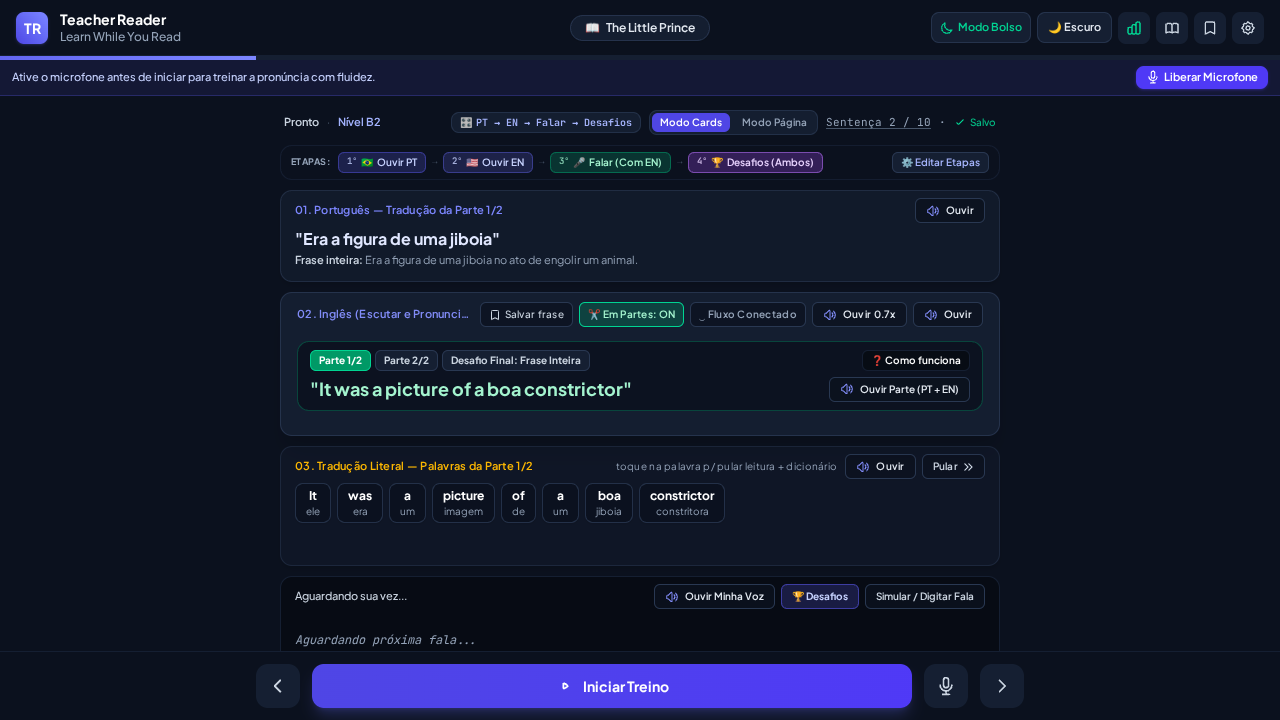 TR
Teacher Reader
Learn While You Read
📖 The Little Prince
Modo Bolso
🌙 Escuro
Ative o microfone antes de iniciar para treinar a pronúncia com fluidez.
Liberar Microfone
Pronto · Nível B2
🎛️ PT → EN → Falar → Desafios
Modo Cards
Modo Página
Sentença 2 / 10 · ✓ Salvo
ETAPAS:
1° 🇧🇷 Ouvir PT →
2° 🇺🇸 Ouvir EN →
3° 🎤 Falar (Com EN) →
4° 🏆 Desafios (Ambos)
⚙️ Editar Etapas
01. Português — Tradução da Parte 1/2
Ouvir
"Era a figura de uma jiboia"
Frase inteira: Era a figura de uma jiboia no ato de engolir um animal.
02. Inglês (Escutar e Pronunci...
Salvar frase
✂️ Em Partes: ON
Fluxo Conectado
Ouvir 0.7x
Ouvir
Parte 1/2
Parte 2/2
Desafio Final: Frase Inteira
❓ Como funciona
"It was a picture of a boa constrictor"
Ouvir Parte (PT + EN)
03. Tradução Literal — Palavras da Parte 1/2
toque na palavra p/ pular leitura + dicionário
Ouvir
Pular
It was a picture of a boa constrictor
ele era um imagem de um jiboia constritora
Aguardando sua vez...
Ouvir Minha Voz
🏆 Desafios
Simular / Digitar Fala
Aguardando próxima fala...
Iniciar Treino